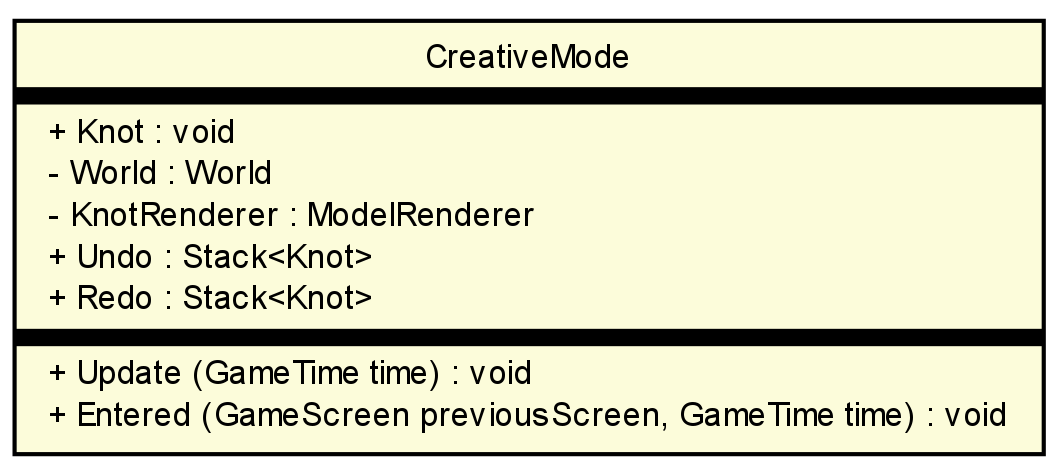 CreativeMode
+ Knot : void
- World : World
- KnotRenderer : ModelRenderer
+ Undo : Stack<Knot>
+ Redo : Stack<Knot>
+ Update (GameTime time) : void
+ Entered (GameScreen previousScreen, GameTime time) : void